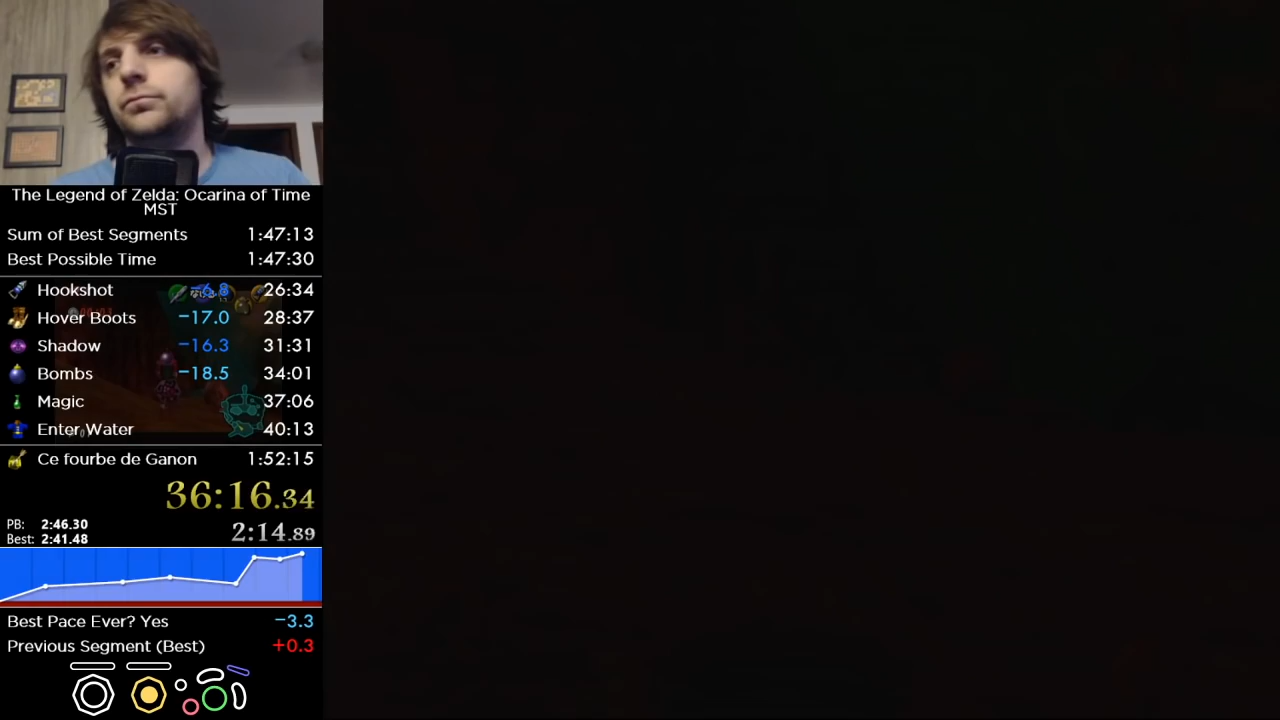 The Legend of Zelda: Ocarina of Time
MST
Sum of Best Segments 1:47:13
Best Possible Time 1:47:30
Hookshot −6.8 26:34
Hover Boots −17.0 28:37
Shadow −16.3 31:31
Bombs −18.5 34:01
Magic 37:06
Enter Water 40:13
Ce fourbe de Ganon 1:52:15
36:16.34
PB: 2:46.30
2:14.89
Best: 2:41.48
Best Pace Ever? Yes −3.3
Previous Segment (Best) +0.3